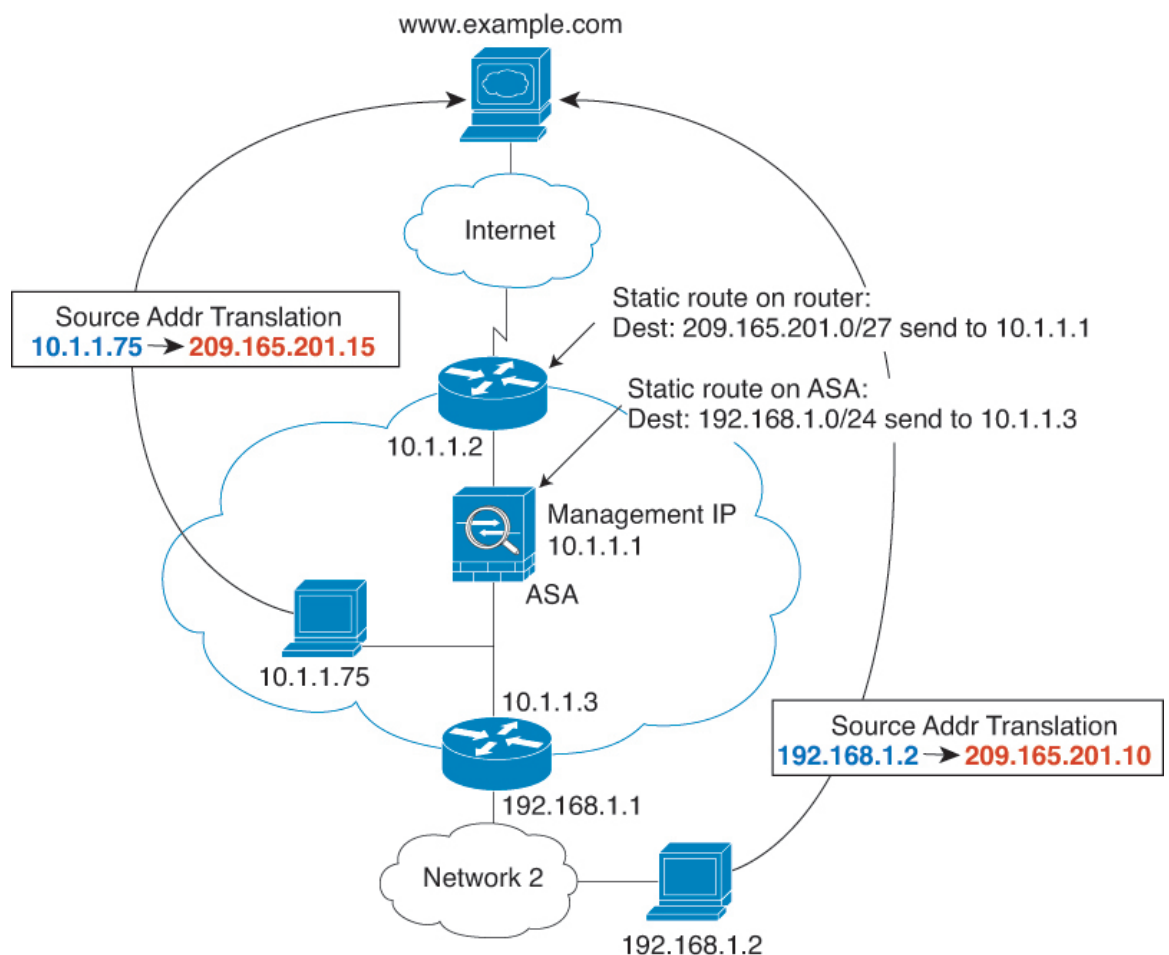 www.example.com
Internet
Source Addr Translation
10.1.1.75 → 209.165.201.15
Static route on router:
Dest: 209.165.201.0/27 send to 10.1.1.1
Static route on ASA:
Dest: 192.168.1.0/24 send to 10.1.1.3
10.1.1.2
Management IP
10.1.1.1
ASA
10.1.1.75
10.1.1.3
Source Addr Translation
192.168.1.2 → 209.165.201.10
192.168.1.1
Network 2
192.168.1.2